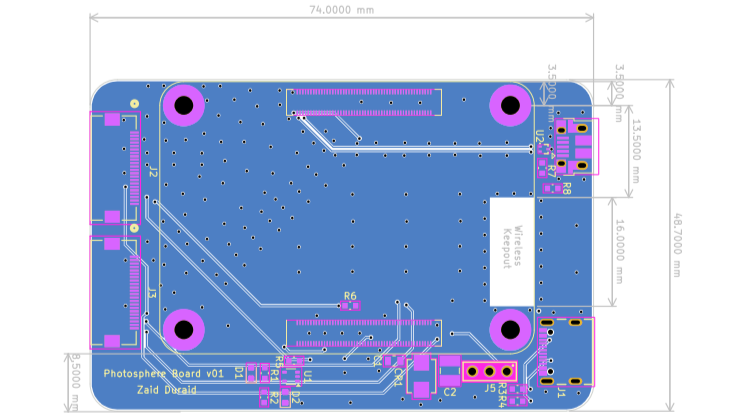 74,0000 mm
3,5000 mm
3,5000 mm
13,5000 mm
U2
R7
R8
J2
Wireless
Keepout
16,0000 mm
48,7000 mm
J3
R6
8,5000 mm
Photosphere Board v01
Zaid Duraid
D1
R1
R5
U1
R2
D2
CR1
C2
J5
R3
R4
J1